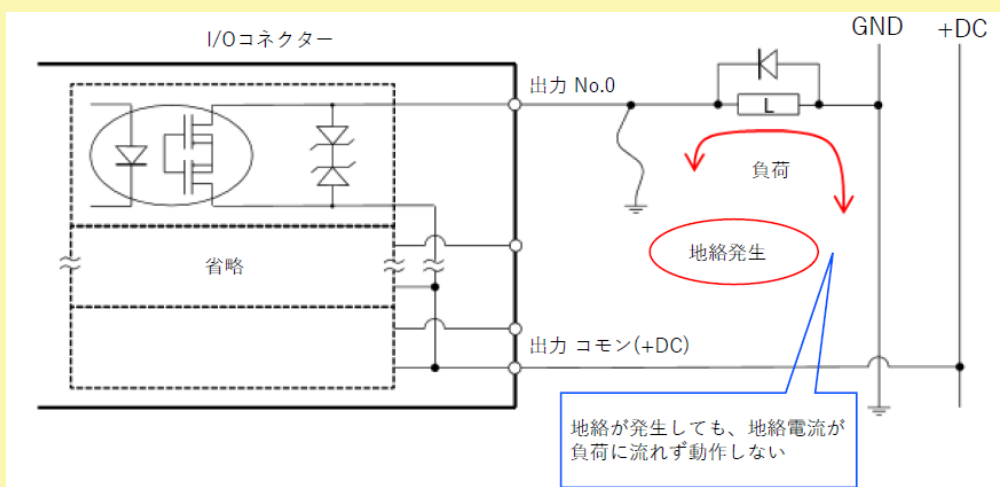 I/Oコネクター
GND
+DC
出力 No.0
L
負荷
地絡発生
省略
出力 コモン(+DC)
地絡が発生しても、地絡電流が
負荷に流れず動作しない